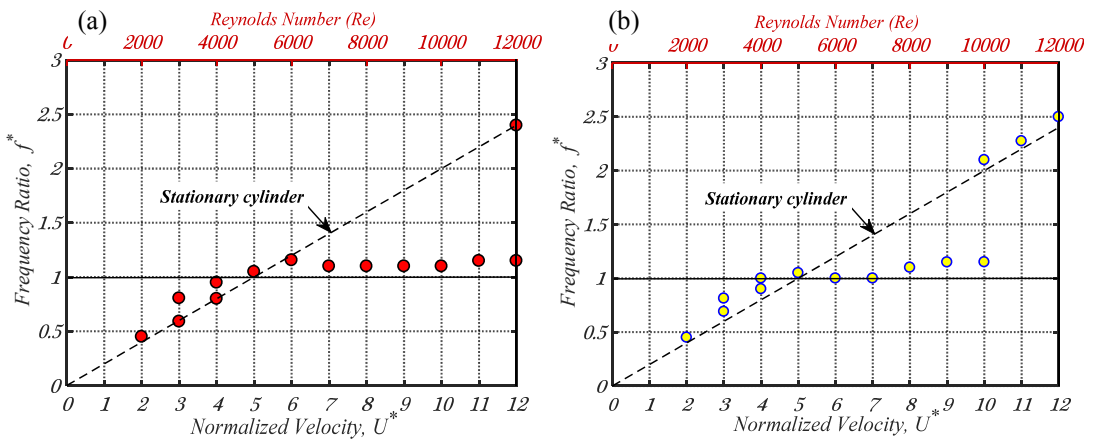 (a)
Reynolds Number (Re)
0 2000 4000 6000 8000 10000 12000
3
2.5
2
1.5
1
0.5
0
Frequency Ratio, f*
Stationary cylinder
0 1 2 3 4 5 6 7 8 9 10 11 12
Normalized Velocity, U*
(b)
Reynolds Number (Re)
0 2000 4000 6000 8000 10000 12000
3
2.5
2
1.5
1
0.5
0
Frequency Ratio, f*
Stationary cylinder
0 1 2 3 4 5 6 7 8 9 10 11 12
Normalized Velocity, U*